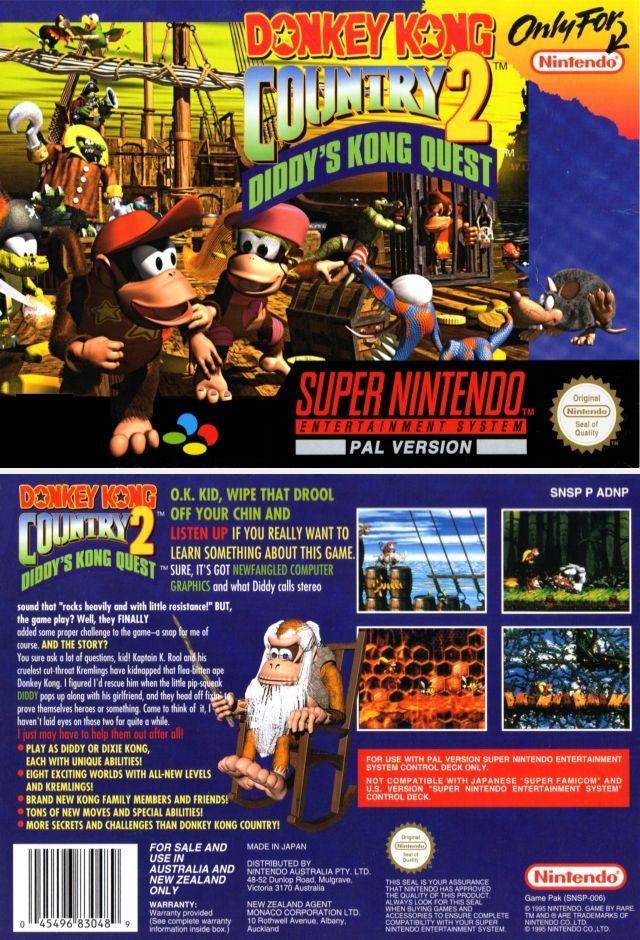 DONKEY KONG
COUNTRY 2
TM
DIDDY'S KONG QUEST
TM
Only For
Nintendo®
SUPER NINTENDO
TM
ENTERTAINMENT SYSTEM
PAL VERSION
Original
Nintendo
Seal of
Quality
TM
DONKEY KONG
COUNTRY 2
TM
DIDDY'S KONG QUEST
TM
SNSP P ADNP
O.K. KID, WIPE THAT DROOL
OFF YOUR CHIN AND
LISTEN UP IF YOU REALLY WANT TO
LEARN SOMETHING ABOUT THIS GAME.
SURE, IT'S GOT NEWFANGLED COMPUTER
GRAPHICS and what Diddy calls stereo
sound that "rocks heavily and with little resistance!" BUT,
the game play? Well, they FINALLY
added some proper challenge to the game–a snap for me of
course. AND THE STORY?
You sure ask a lot of questions, kid! Kaptain K. Rool and his
cruelest cut-throat Kremlings have kidnapped that flea-bitten ape
Donkey Kong. I figured I'd rescue him when the little pip-squeak
DIDDY pops up along with his girlfriend, and they head off fixin' to
prove themselves heroes or something. Come to think of it, I
haven't laid eyes on those two for quite a while.
I just may have to help them out after all!
● PLAY AS DIDDY OR DIXIE KONG,
EACH WITH UNIQUE ABILITIES!
● EIGHT EXCITING WORLDS WITH ALL-NEW LEVELS
AND KREMLINGS!
● BRAND NEW KONG FAMILY MEMBERS AND FRIENDS!
● TONS OF NEW MOVES AND SPECIAL ABILITIES!
● MORE SECRETS AND CHALLENGES THAN DONKEY KONG COUNTRY!
FOR USE WITH PAL VERSION SUPER NINTENDO ENTERTAINMENT
SYSTEM CONTROL DECK ONLY.
NOT COMPATIBLE WITH JAPANESE "SUPER FAMICOM" AND
U.S. VERSION "SUPER NINTENDO ENTERTAINMENT SYSTEM"
CONTROL DECK.
0 45496 83048 9
FOR SALE AND
USE IN
AUSTRALIA AND
NEW ZEALAND
ONLY
WARRANTY:
Warranty provided
(See complete warranty
information inside box.)
MADE IN JAPAN
DISTRIBUTED BY
NINTENDO AUSTRALIA PTY. LTD.
48-52 Dunlop Road, Mulgrave,
Victoria 3170 Australia
NEW ZEALAND AGENT
MONACO CORPORATION LTD.
10 Rothwell Avenue, Albany,
Auckland
Original
Nintendo
Seal of
Quality
THIS SEAL IS YOUR ASSURANCE
THAT NINTENDO HAS APPROVED
THE QUALITY OF THIS PRODUCT.
ALWAYS LOOK FOR THIS SEAL
WHEN BUYING GAMES AND
ACCESSORIES TO ENSURE COMPLETE
COMPATIBILITY WITH YOUR SUPER
NINTENDO ENTERTAINMENT SYSTEM.
Nintendo®
Game Pak (SNSP-006)
© 1995 NINTENDO. GAME BY RARE.
TM AND ® ARE TRADEMARKS OF
NINTENDO CO.,LTD.
© 1995 NINTENDO CO.,LTD.